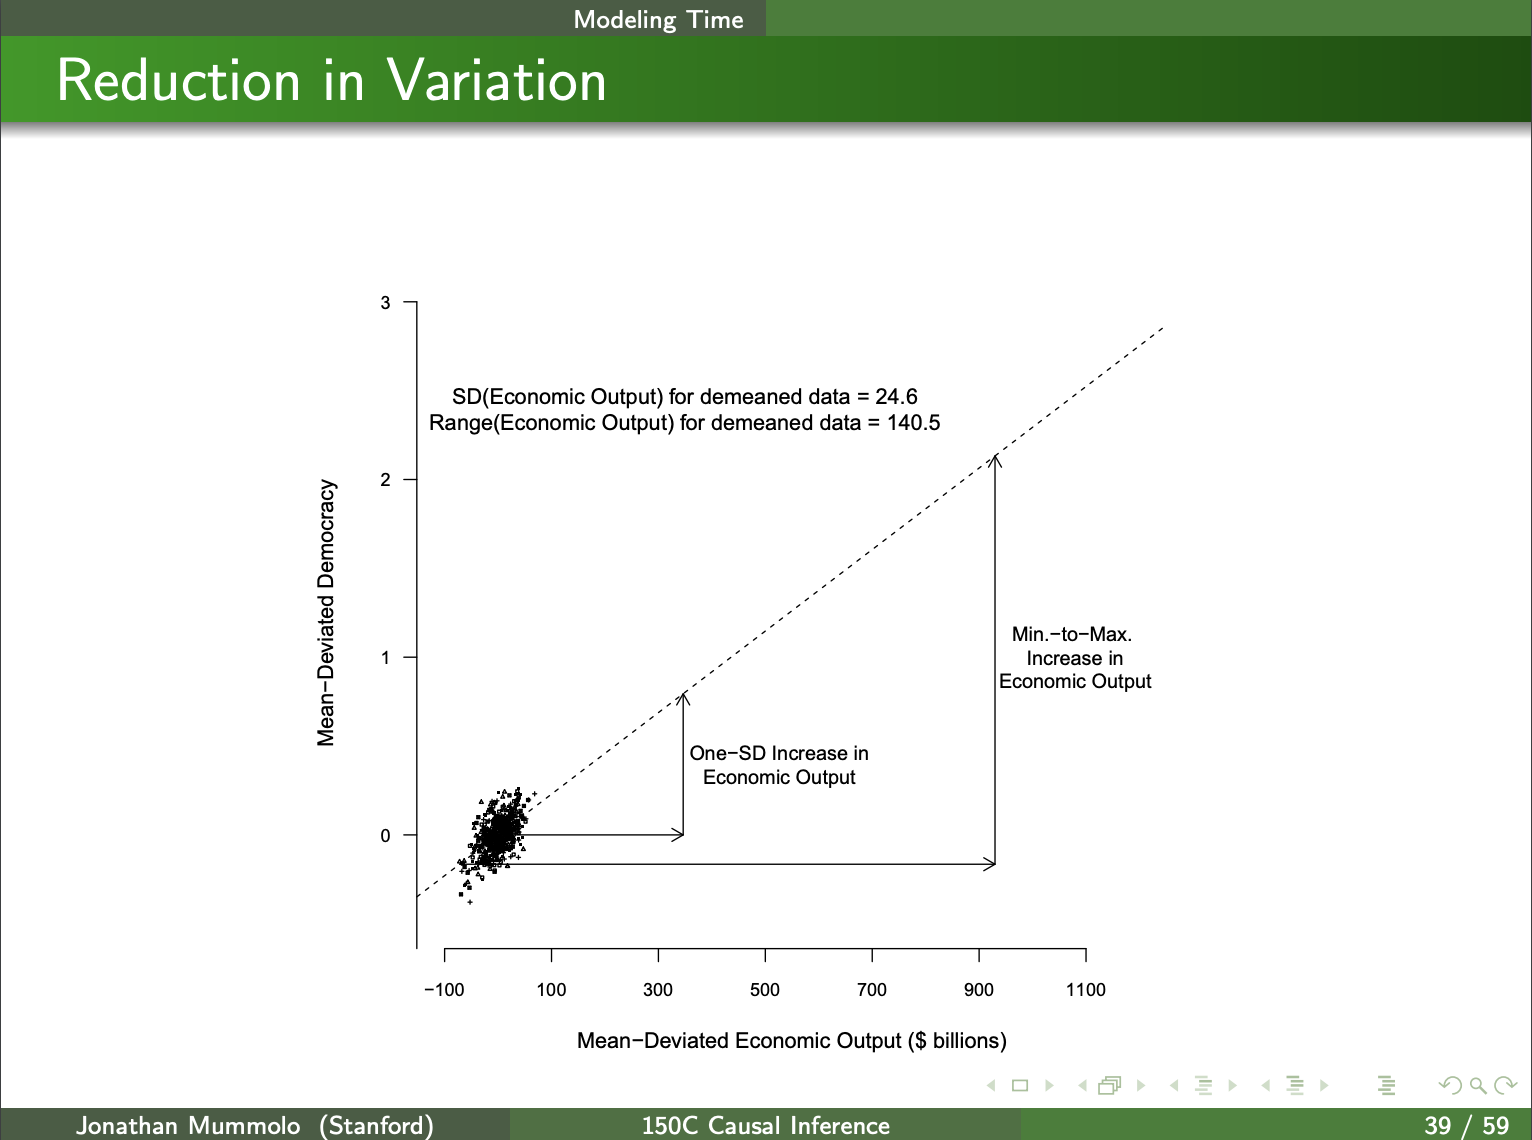 Modeling Time
Reduction in Variation
3
SD(Economic Output) for demeaned data = 24.6
Range(Economic Output) for demeaned data = 140.5
2
Mean−Deviated Democracy
Min.−to−Max.
Increase in
Economic Output
1
One−SD Increase in
Economic Output
0
−100 100 300 500 700 900 1100
Mean−Deviated Economic Output ($ billions)
Jonathan Mummolo (Stanford) 150C Causal Inference 39 / 59